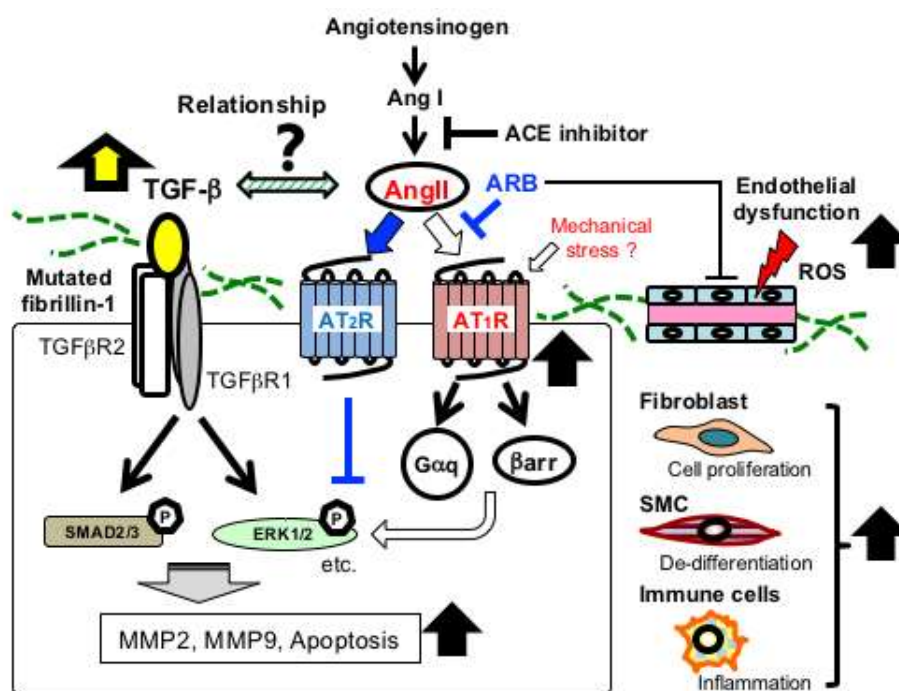 Angiotensinogen
Ang I
Relationship
?
ACE inhibitor
TGF-β
AngII
ARB
Endothelial
dysfunction
Mechanical
stress ?
ROS
Mutated
fibrillin-1
AT2R
AT1R
TGFβR2
TGFβR1
Fibroblast
Cell proliferation
Gαq
βarr
SMC
De-differentiation
P
SMAD2/3
P
ERK1/2
etc.
Immune cells
Inflammation
MMP2, MMP9, Apoptosis